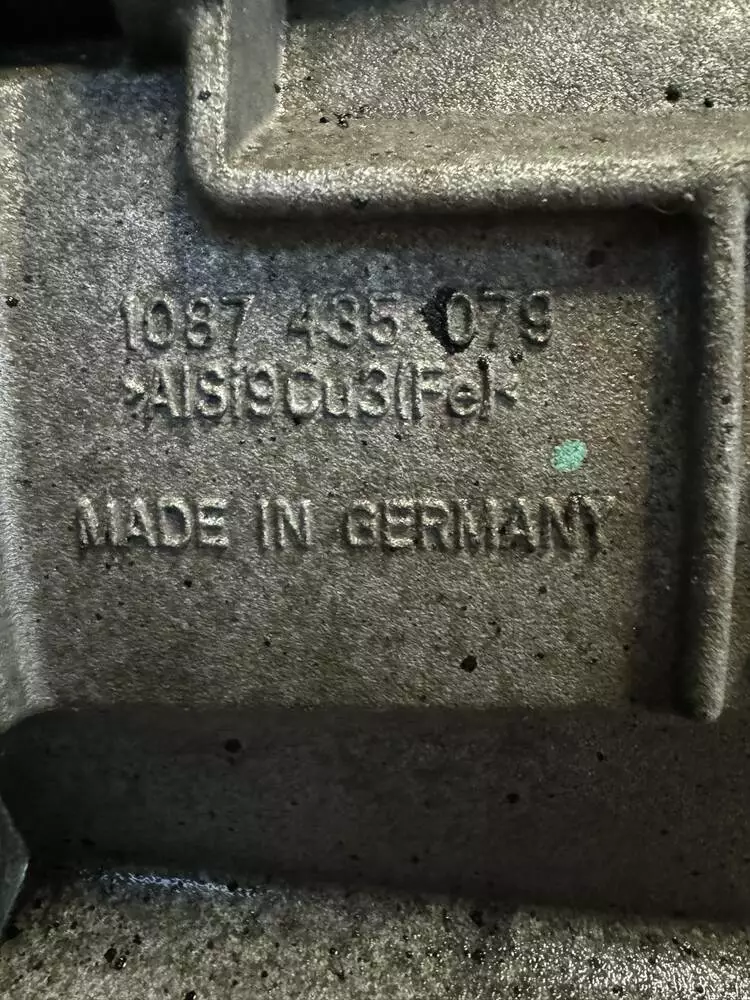 1087 435 079
>AlSi9Cu3(Fe)<
MADE IN GERMANY